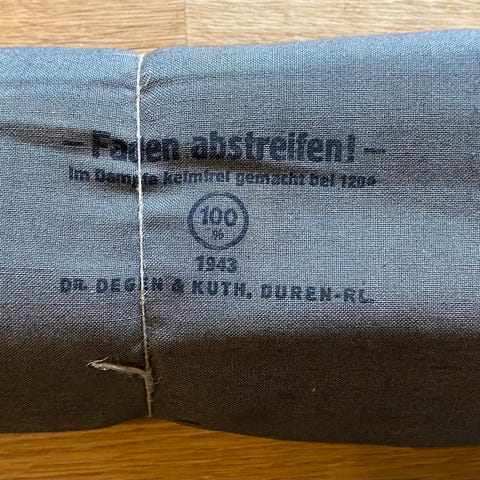 – Faden abstreifen! –
Im Dampfe keimfrei gemacht bei 120°
100
%
1943
DR. DEGEN & KUTH, DUREN-RL.